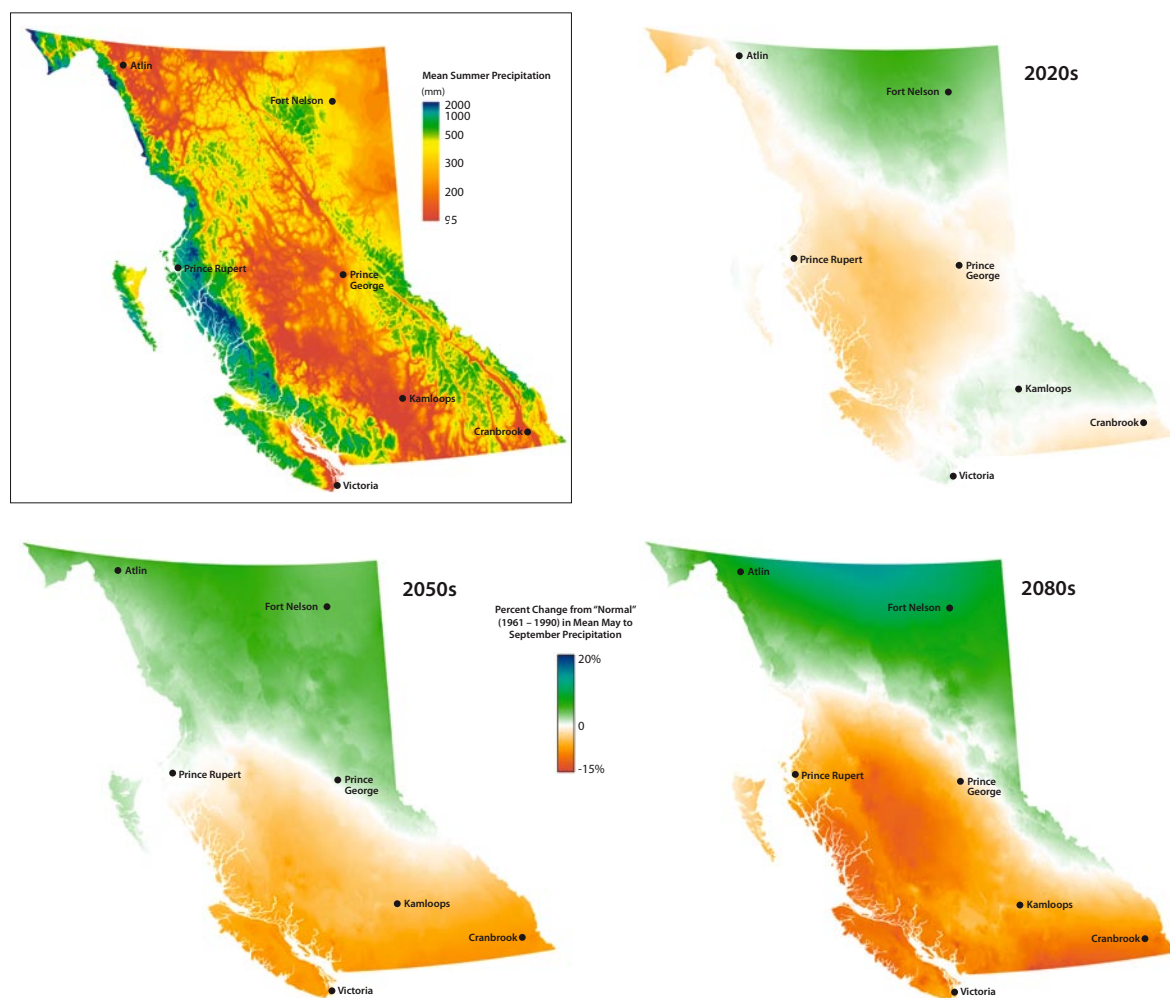 Atlin
Fort Nelson
Prince Rupert
Prince
George
Kamloops
Cranbrook
Victoria
Mean Summer Precipitation
(mm)
2000
1000
500
300
200
95
2020s
Atlin
Fort Nelson
Prince Rupert
Prince
George
Kamloops
Cranbrook
Victoria
2050s
Atlin
Fort Nelson
Prince Rupert
Prince
George
Kamloops
Cranbrook
Victoria
Percent Change from “Normal”
(1961 – 1990) in Mean May to
September Precipitation
20%
0
-15%
2080s
Atlin
Fort Nelson
Prince Rupert
Prince
George
Kamloops
Cranbrook
Victoria